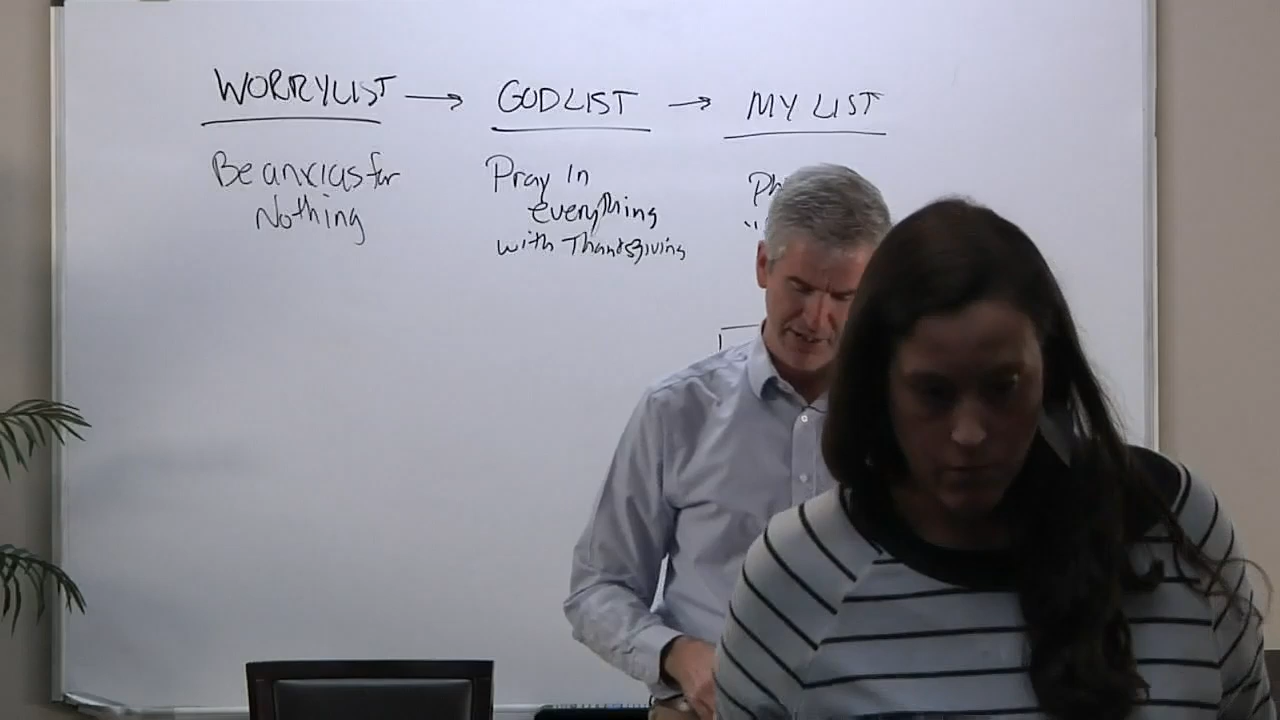 WORRYLIST → GODLIST → MY LIST
Be anxious for
Nothing
Pray in
everything
with Thanksgiving